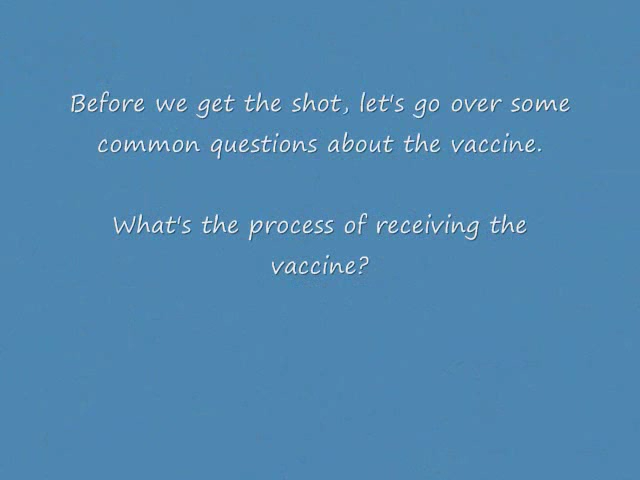 Before we get the shot, let's go over some
common questions about the vaccine.
What's the process of receiving the
vaccine?